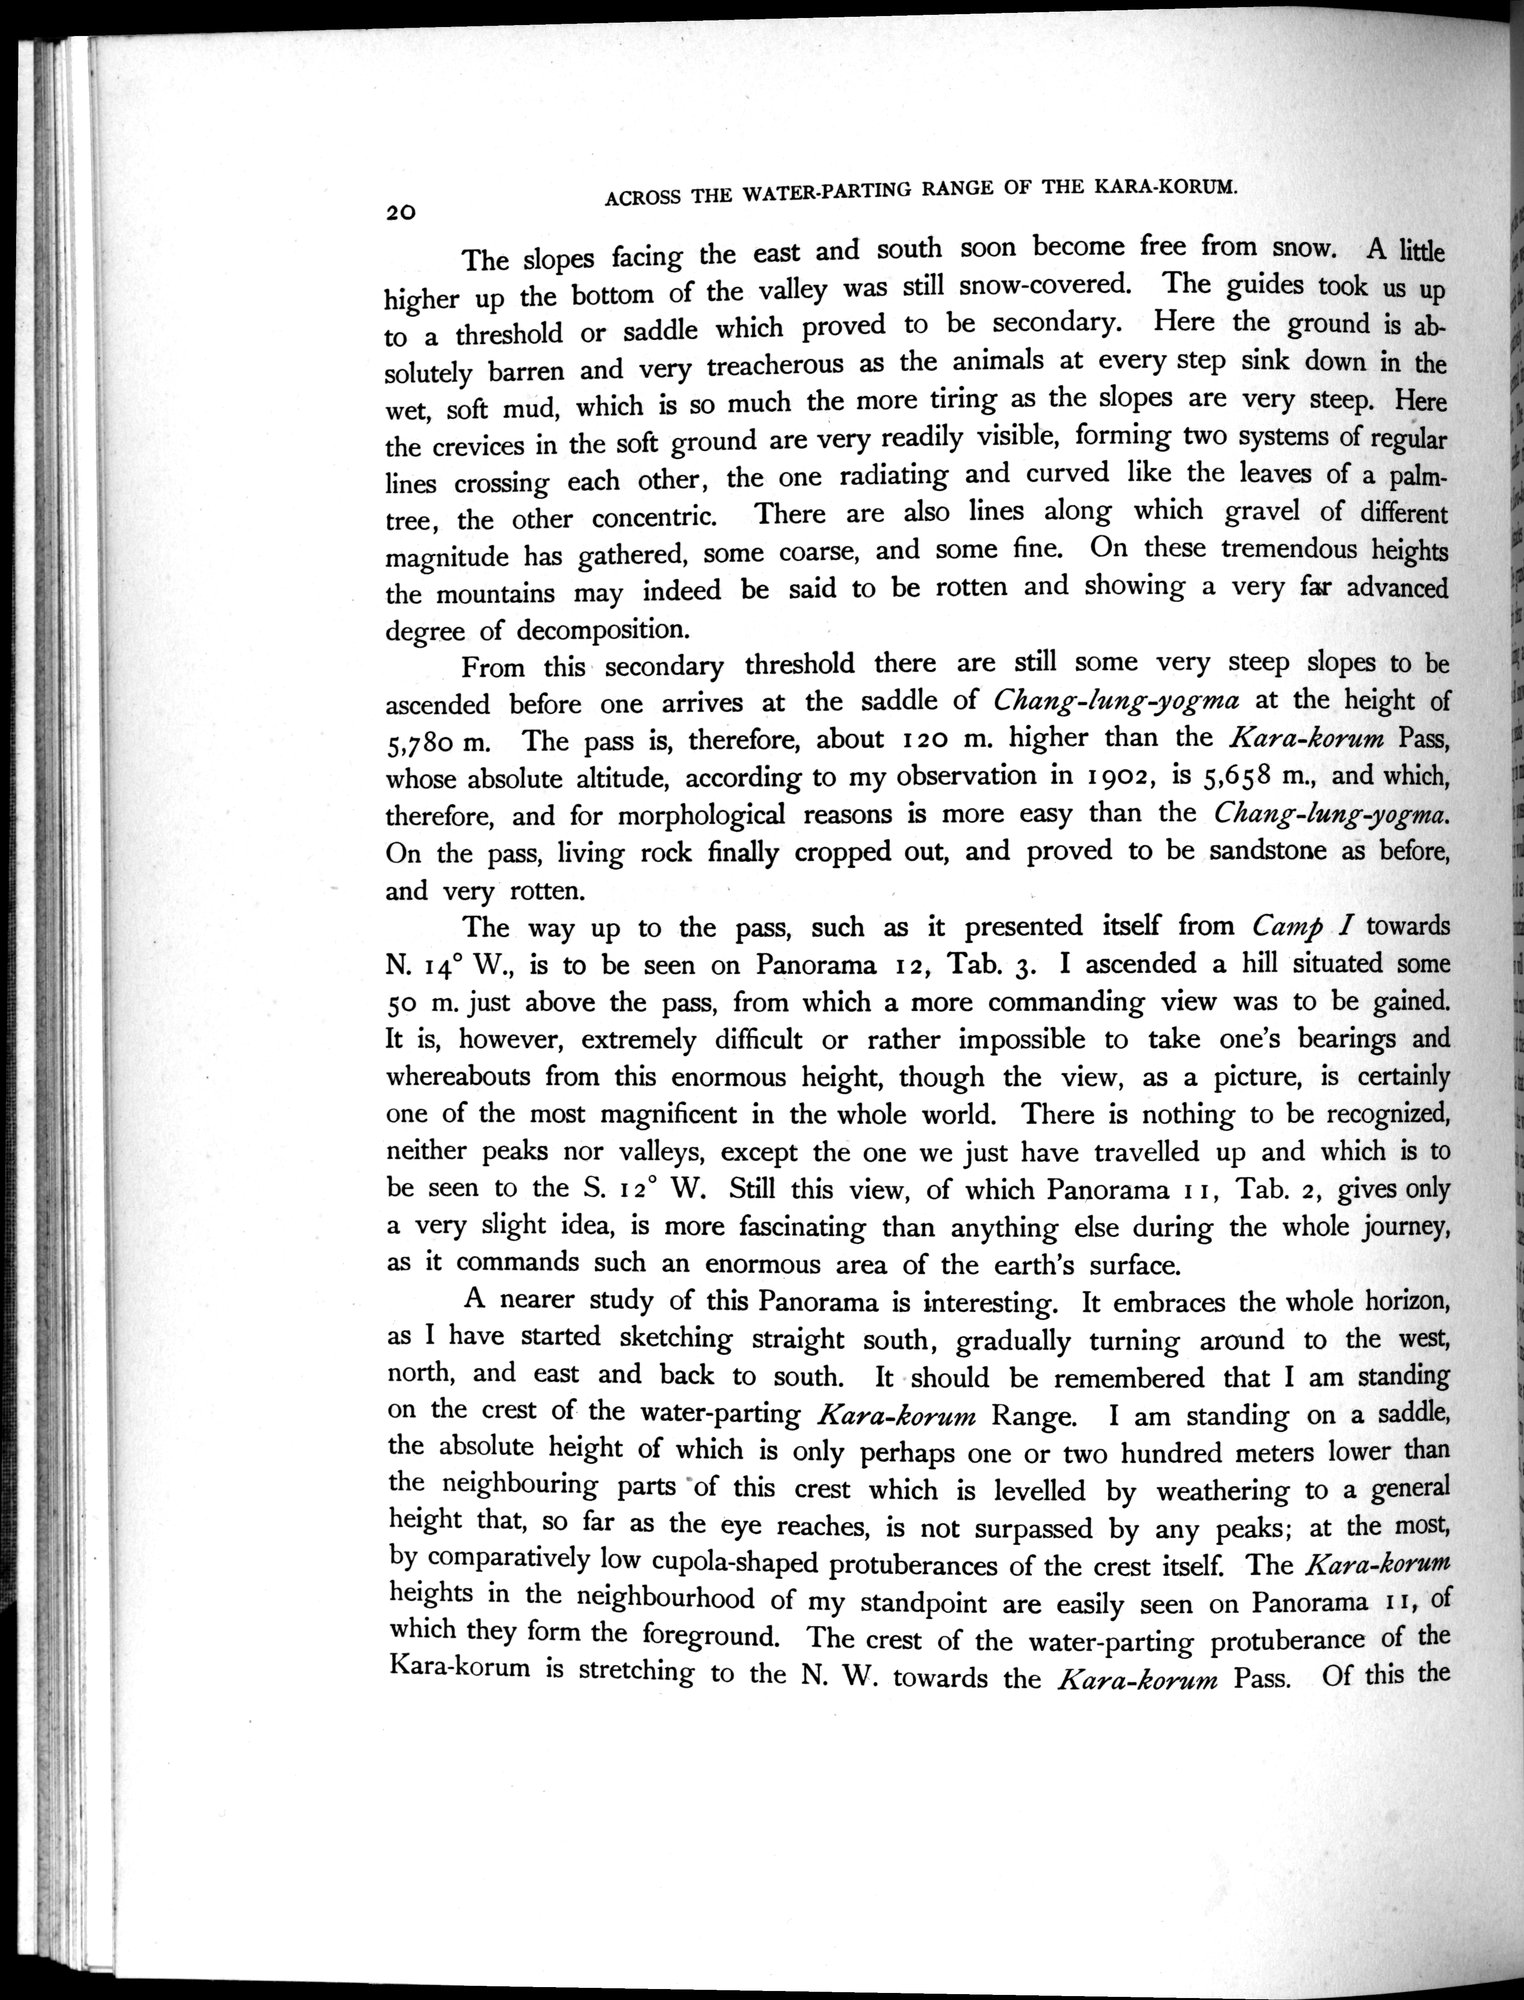 20
ACROSS THE WATER-PARTING RANGE OF THE KARA-KORUM.
The slopes facing the east and south soon become free from snow. A little
higher up the bottom of the valley was still snow-covered. The guides took us up
to a threshold or saddle which proved to be secondary. Here the ground is ab-
solutely barren and very treacherous as the animals at every step sink down in the
wet, soft mud, which is so much the more tiring as the slopes are very steep. Here
the crevices in the soft ground are very readily visible, forming two systems of regular
lines crossing each other, the one radiating and curved like the leaves of a palm-
tree, the other concentric. There are also lines along which gravel of different
magnitude has gathered, some coarse, and some fine. On these tremendous heights
the mountains may indeed be said to be rotten and showing a very far advanced
degree of decomposition.
From this secondary threshold there are still some very steep slopes to be
ascended before one arrives at the saddle of Chang-lung-yogma at the height of
5,780 m. The pass is, therefore, about 120 m. higher than the Kara-korum Pass,
whose absolute altitude, according to my observation in 1902, is 5,658 m., and which,
therefore, and for morphological reasons is more easy than the Chang-lung-yogma.
On the pass, living rock finally cropped out, and proved to be sandstone as before,
and very rotten.
The way up to the pass, such as it presented itself from Camp I towards
N. 14° W., is to be seen on Panorama 12, Tab. 3. I ascended a hill situated some
50 m. just above the pass, from which a more commanding view was to be gained.
It is, however, extremely difficult or rather impossible to take one's bearings and
whereabouts from this enormous height, though the view, as a picture, is certainly
one of the most magnificent in the whole world. There is nothing to be recognized,
neither peaks nor valleys, except the one we just have travelled up and which is to
be seen to the S. 12° W. Still this view, of which Panorama 11, Tab. 2, gives only
a very slight idea, is more fascinating than anything else during the whole journey,
as it commands such an enormous area of the earth's surface.
A nearer study of this Panorama is interesting. It embraces the whole horizon,
as I have started sketching straight south, gradually turning around to the west,
north, and east and back to south. It should be remembered that I am standing
on the crest of the water-parting Kara-korum Range. I am standing on a saddle,
the absolute height of which is only perhaps one or two hundred meters lower than
the neighbouring parts of this crest which is levelled by weathering to a general
height that, so far as the eye reaches, is not surpassed by any peaks; at the most,
by comparatively low cupola-shaped protuberances of the crest itself. The Kara-korum
heights in the neighbourhood of my standpoint are easily seen on Panorama 11, of
which they form the foreground. The crest of the water-parting protuberance of the
Kara-korum is stretching to the N. W. towards the Kara-korum Pass. Of this the